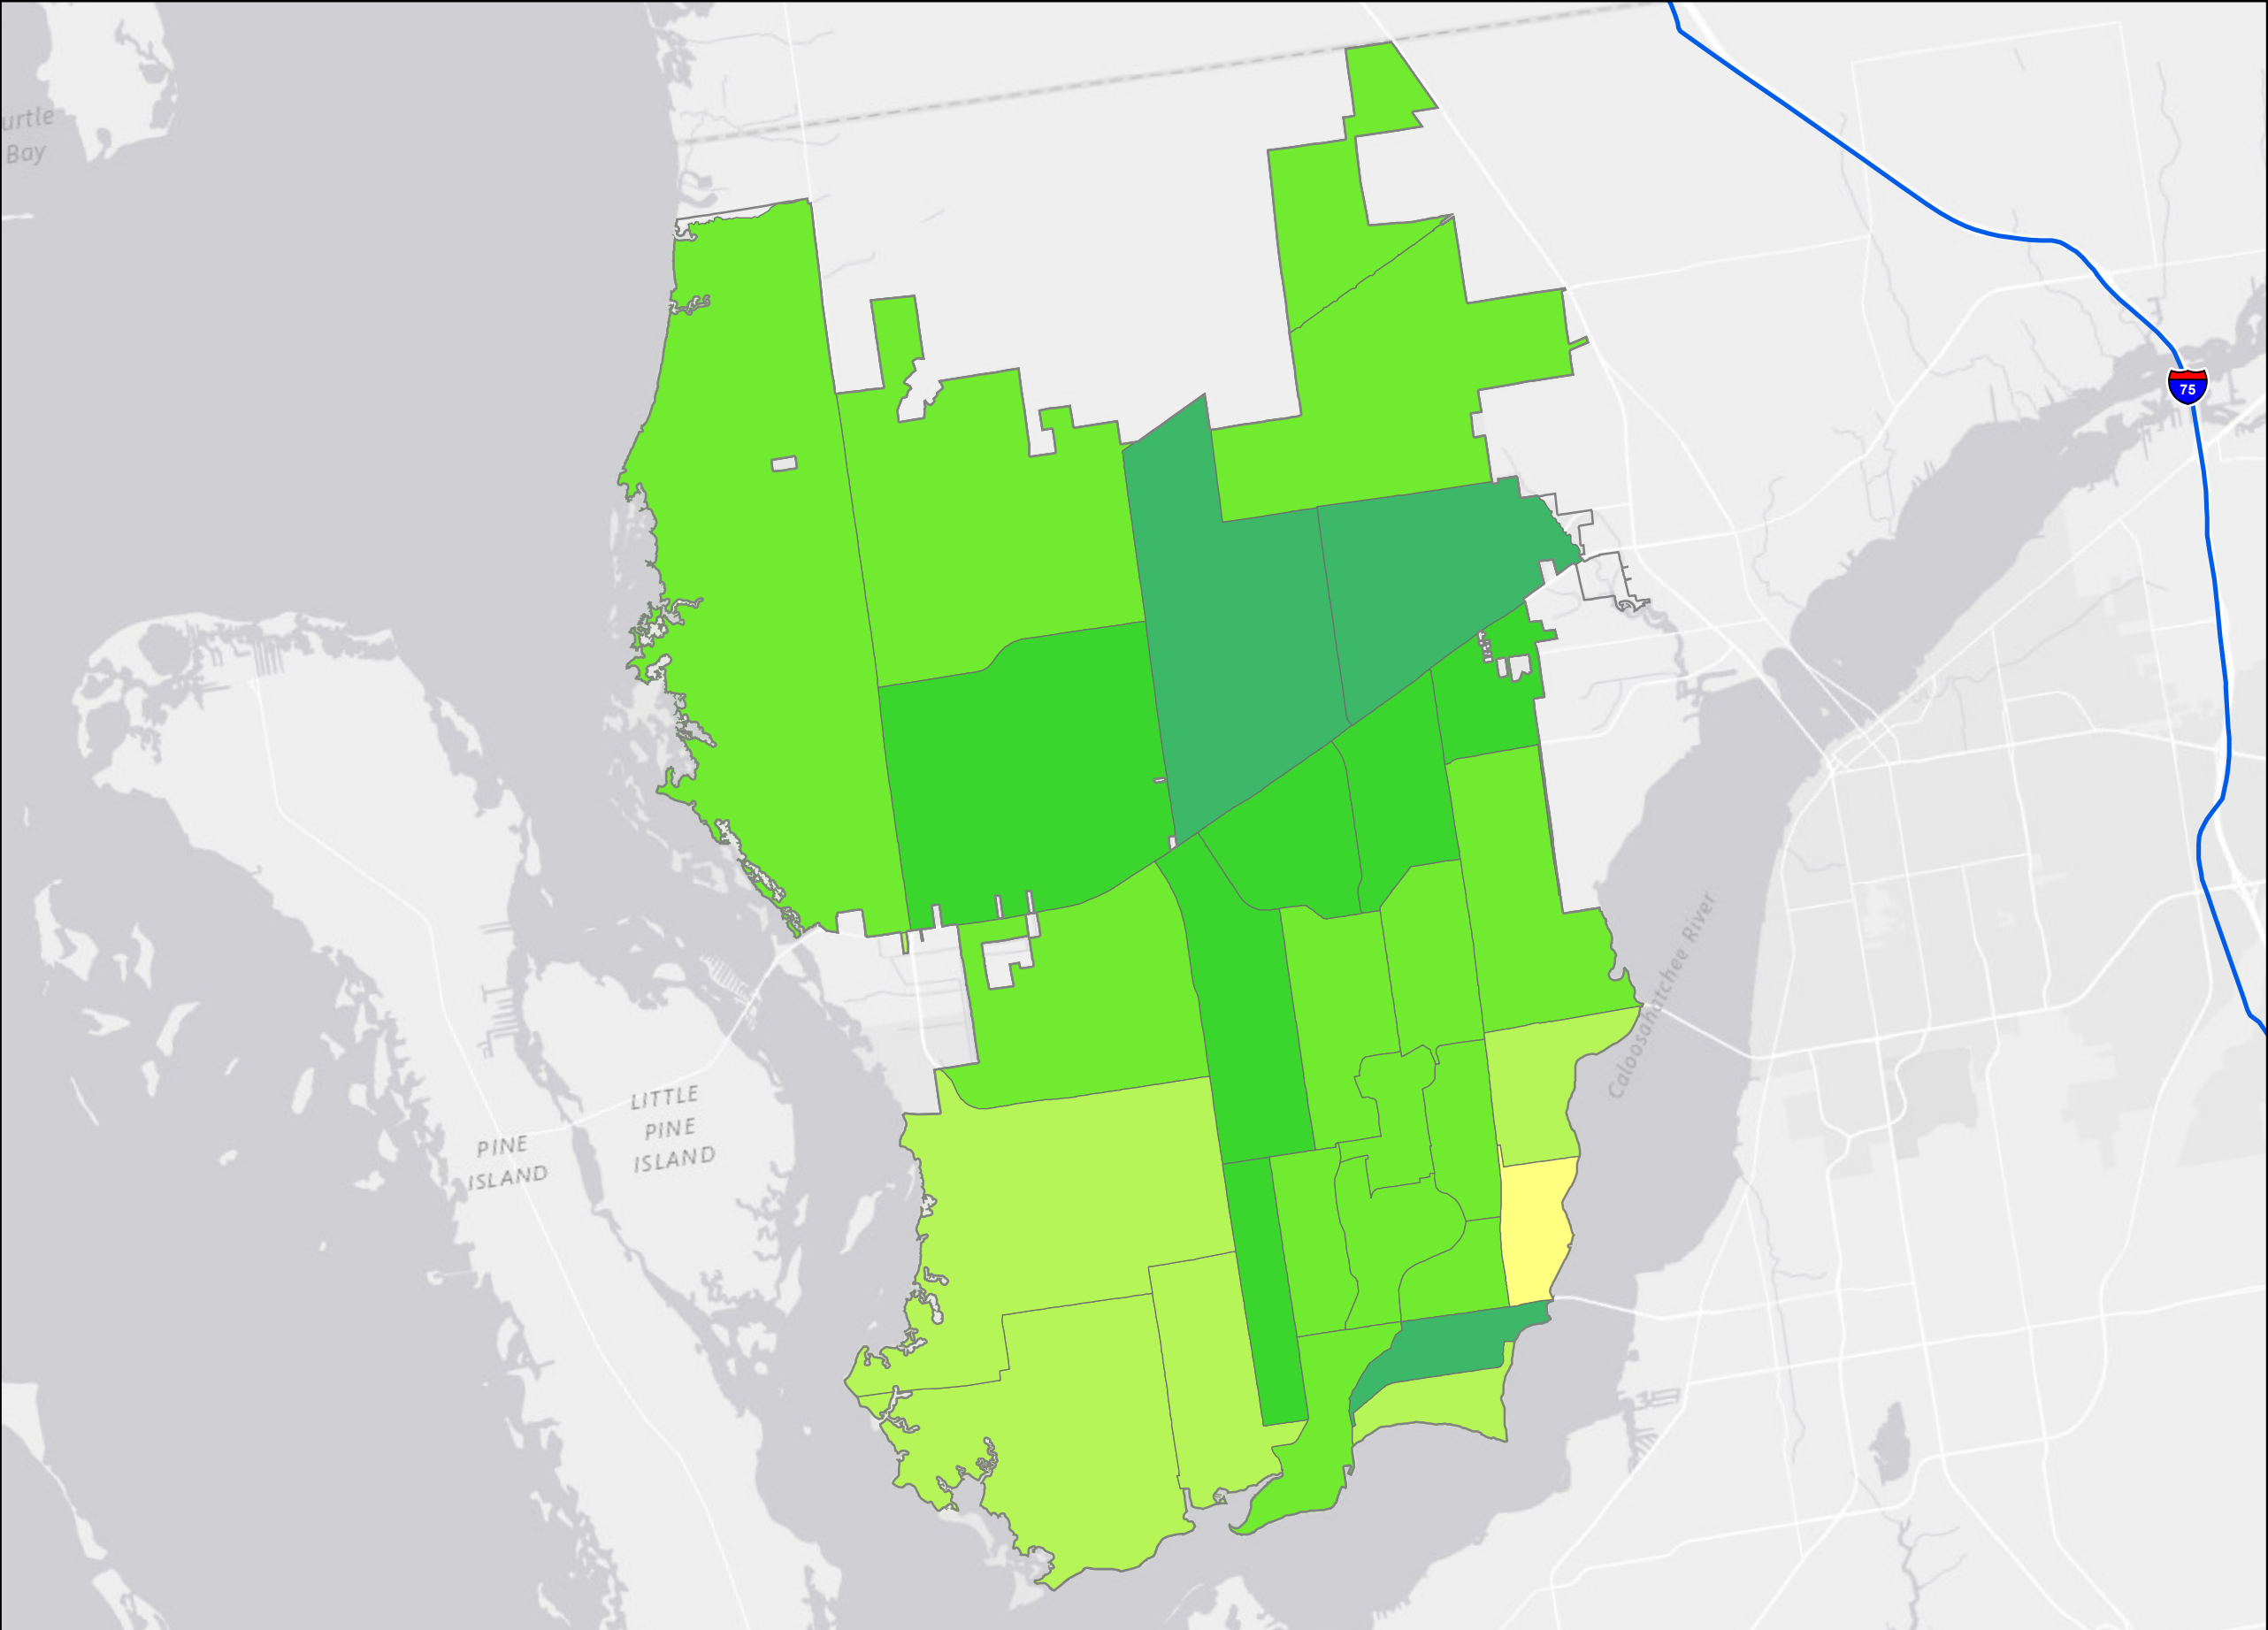 urtle
Bay
75
Caloosahatchee River
LITTLE
PINE
ISLAND
PINE
ISLAND